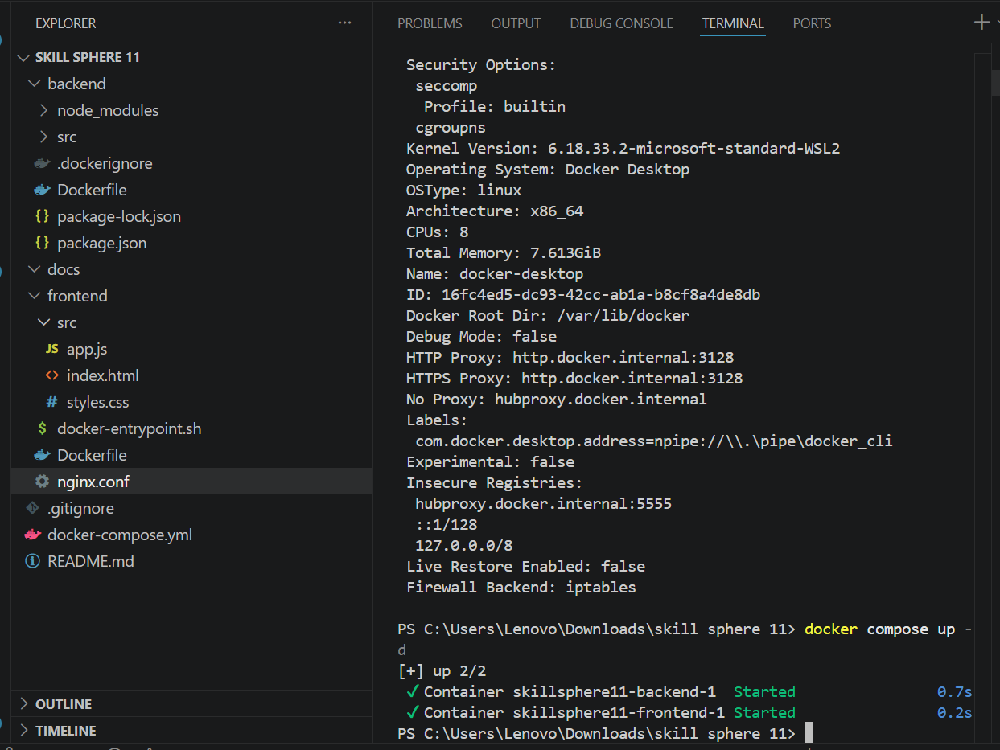 EXPLORER
...
SKILL SPHERE 11
backend
node_modules
src
.dockerignore
Dockerfile
{} package-lock.json
{} package.json
docs
frontend
src
JS app.js
<> index.html
# styles.css
$ docker-entrypoint.sh
Dockerfile
nginx.conf
.gitignore
docker-compose.yml
README.md
OUTLINE
TIMELINE
PROBLEMS OUTPUT DEBUG CONSOLE TERMINAL PORTS
Security Options:
seccomp
Profile: builtin
cgroupns
Kernel Version: 6.18.33.2-microsoft-standard-WSL2
Operating System: Docker Desktop
OSType: linux
Architecture: x86_64
CPUs: 8
Total Memory: 7.613GiB
Name: docker-desktop
ID: 16fc4ed5-dc93-42cc-ab1a-b8cf8a4de8db
Docker Root Dir: /var/lib/docker
Debug Mode: false
HTTP Proxy: http.docker.internal:3128
HTTPS Proxy: http.docker.internal:3128
No Proxy: hubproxy.docker.internal
Labels:
com.docker.desktop.address=npipe://\\.\pipe\docker_cli
Experimental: false
Insecure Registries:
hubproxy.docker.internal:5555
::1/128
127.0.0.0/8
Live Restore Enabled: false
Firewall Backend: iptables
PS C:\Users\Lenovo\Downloads\skill sphere 11> docker compose up -
d
[+] up 2/2
✓ Container skillsphere11-backend-1 Started 0.7s
✓ Container skillsphere11-frontend-1 Started 0.2s
PS C:\Users\Lenovo\Downloads\skill sphere 11>